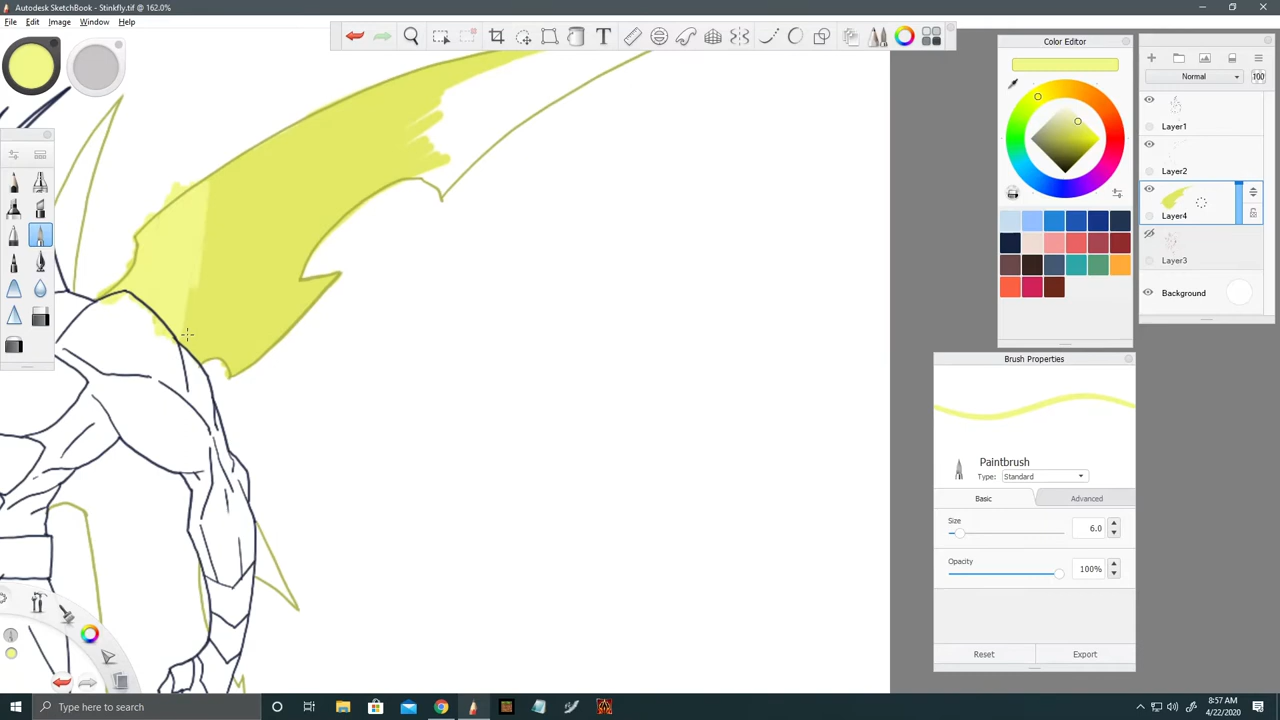 Autodesk SketchBook - Stinkfly.tif @ 162.0%
File Edit Image Window Help
T
Color Editor
Normal
100
Layer1
Layer2
Layer4
Layer3
Background
Brush Properties
Paintbrush
Type: Standard
Basic Advanced
Size
6.0
Opacity
100%
Reset Export
Type here to search
8:57 AM
4/22/2020